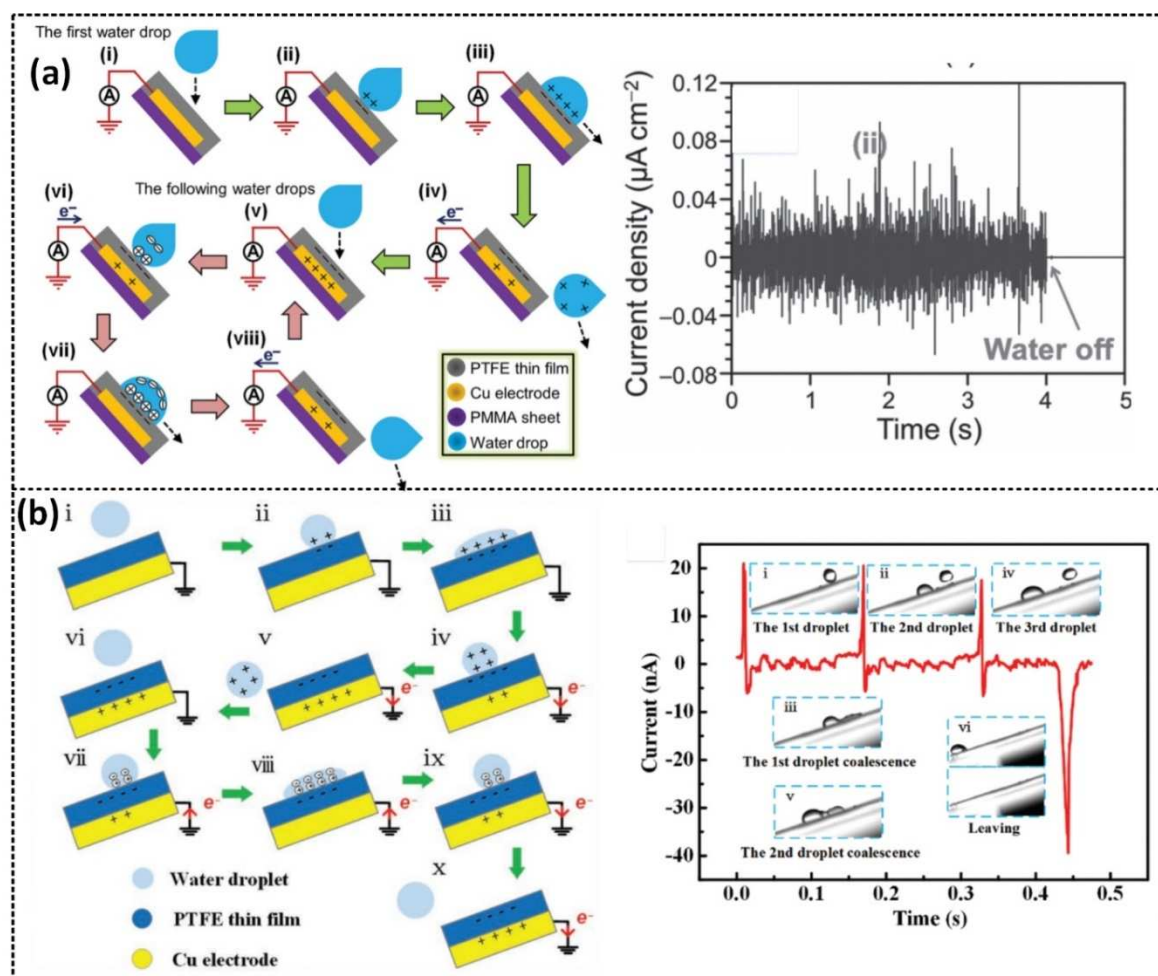 (a)
The first water drop
(i)
(ii)
(iii)
A
A
A
(vi)
The following water drops
(v)
(iv)
e⁻
e⁻
A
A
A
(vii)
(viii)
e⁻
A
A
PTFE thin film
Cu electrode
PMMA sheet
Water drop
Current density (µA cm⁻²)
0.12
0.08
0.04
0
−0.04
−0.08
(ii)
Water off
0 1 2 3 4 5
Time (s)
(b)
i
ii
iii
vi
v
iv
e⁻
vii
viii
ix
e⁻
e⁻
e⁻
x
e⁻
Water droplet
PTFE thin film
Cu electrode
Current (nA)
20
10
0
-10
-20
-30
-40
i
The 1st droplet
ii
The 2nd droplet
iv
The 3rd droplet
iii
The 1st droplet coalescence
v
The 2nd droplet coalescence
vi
Leaving
0.0 0.1 0.2 0.3 0.4 0.5
Time (s)